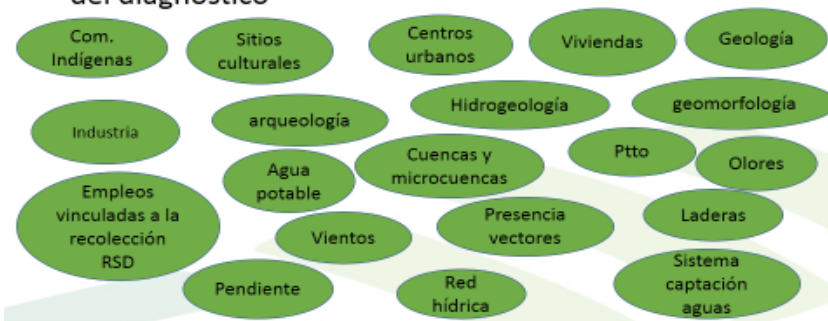 del diagnóstico
Com.
Indígenas
Sitios
culturales
Centros
urbanos
Viviendas
Geología
Industria
arqueología
Hidrogeología
geomorfología
Empleos
vinculadas a la
recolección
RSD
Agua
potable
Cuencas y
microcuencas
Ptto
Olores
Vientos
Presencia
vectores
Laderas
Pendiente
Red
hídrica
Sistema
captación
aguas